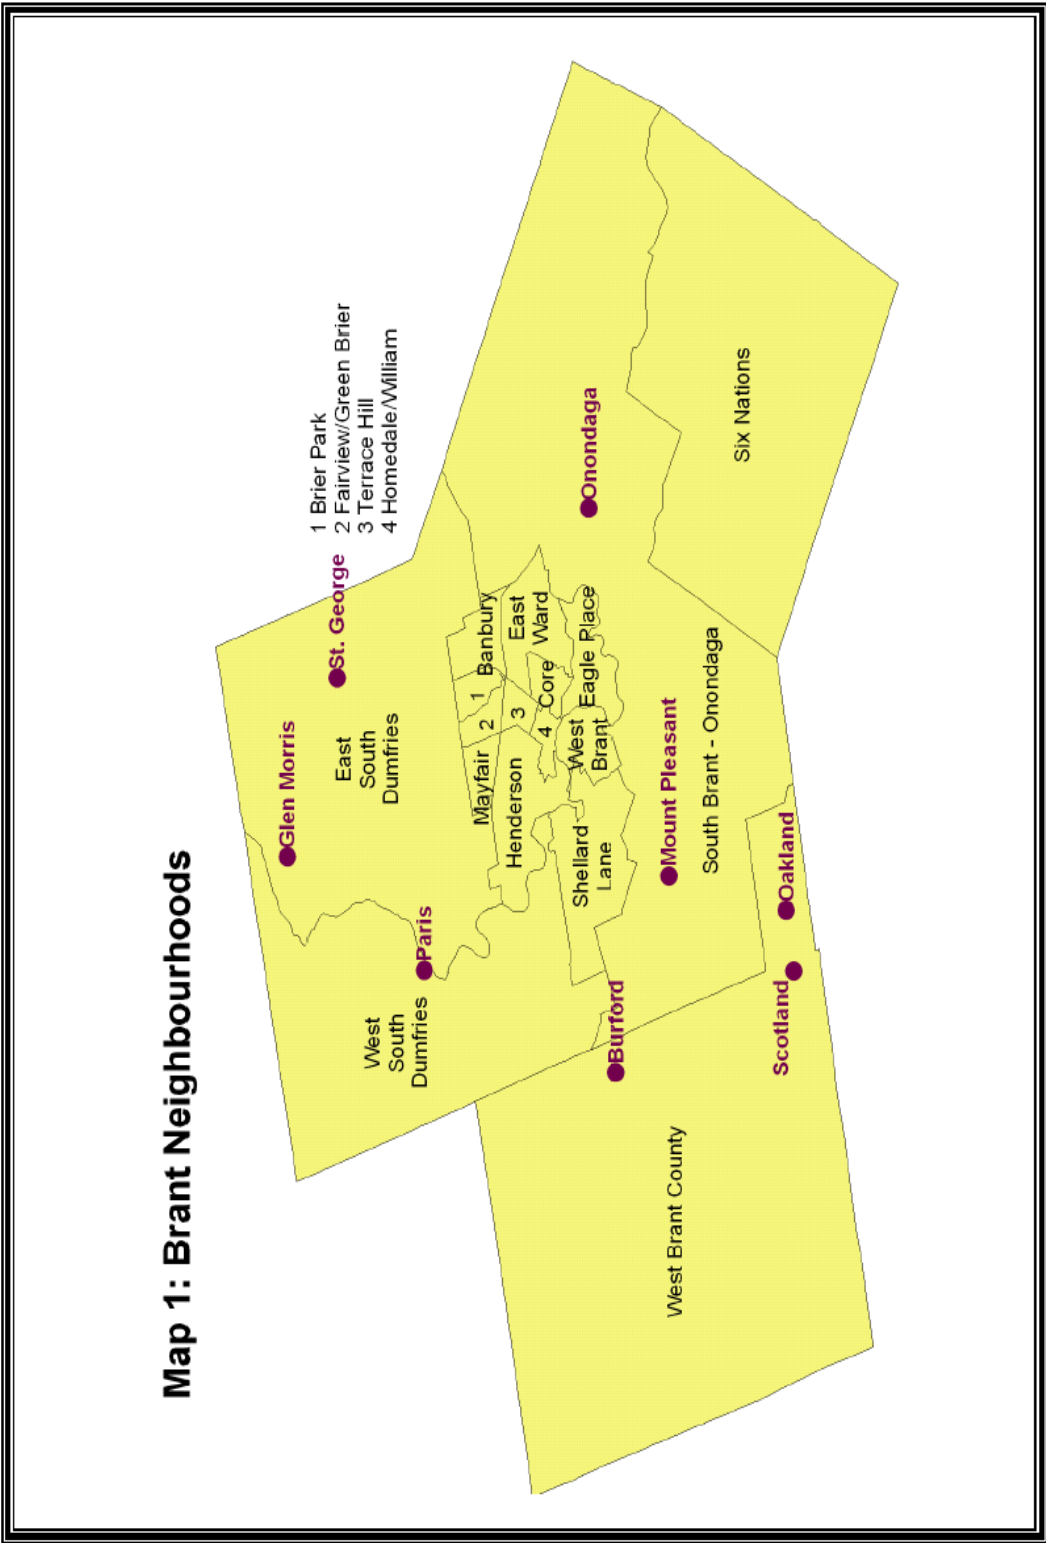 Map 1: Brant Neighbourhoods
Glen Morris
St. George
1 Brier Park
2 Fairview/Green Brier
3 Terrace Hill
4 Homedale/William
East
South
Dumfries
Paris
West
South
Dumfries
Mayfair
2
1
Banbury
Henderson
3
East
Ward
4
Core
Shellard
Lane
West
Brant
Eagle Place
Onondaga
Burford
Mount Pleasant
West Brant County
South Brant - Onondaga
Six Nations
Scotland
Oakland